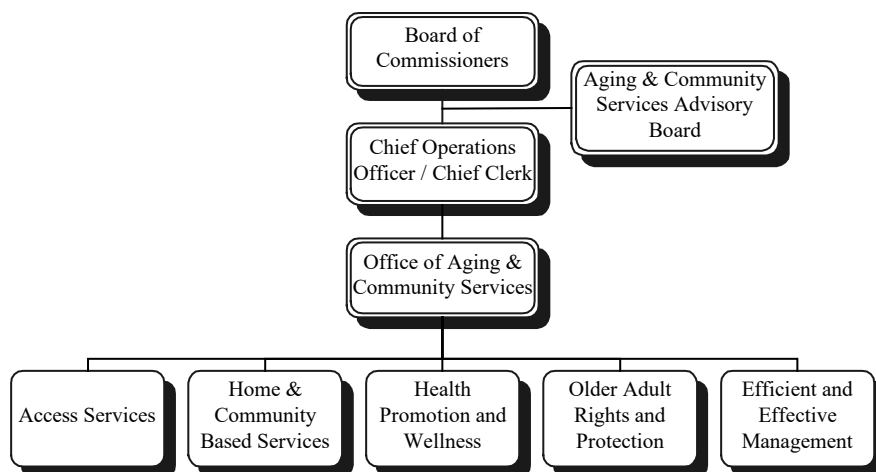 Board of
Commissioners
Aging & Community
Services Advisory
Board
Chief Operations
Officer / Chief Clerk
Office of Aging &
Community Services
Access Services
Home &
Community
Based Services
Health
Promotion and
Wellness
Older Adult
Rights and
Protection
Efficient and
Effective
Management